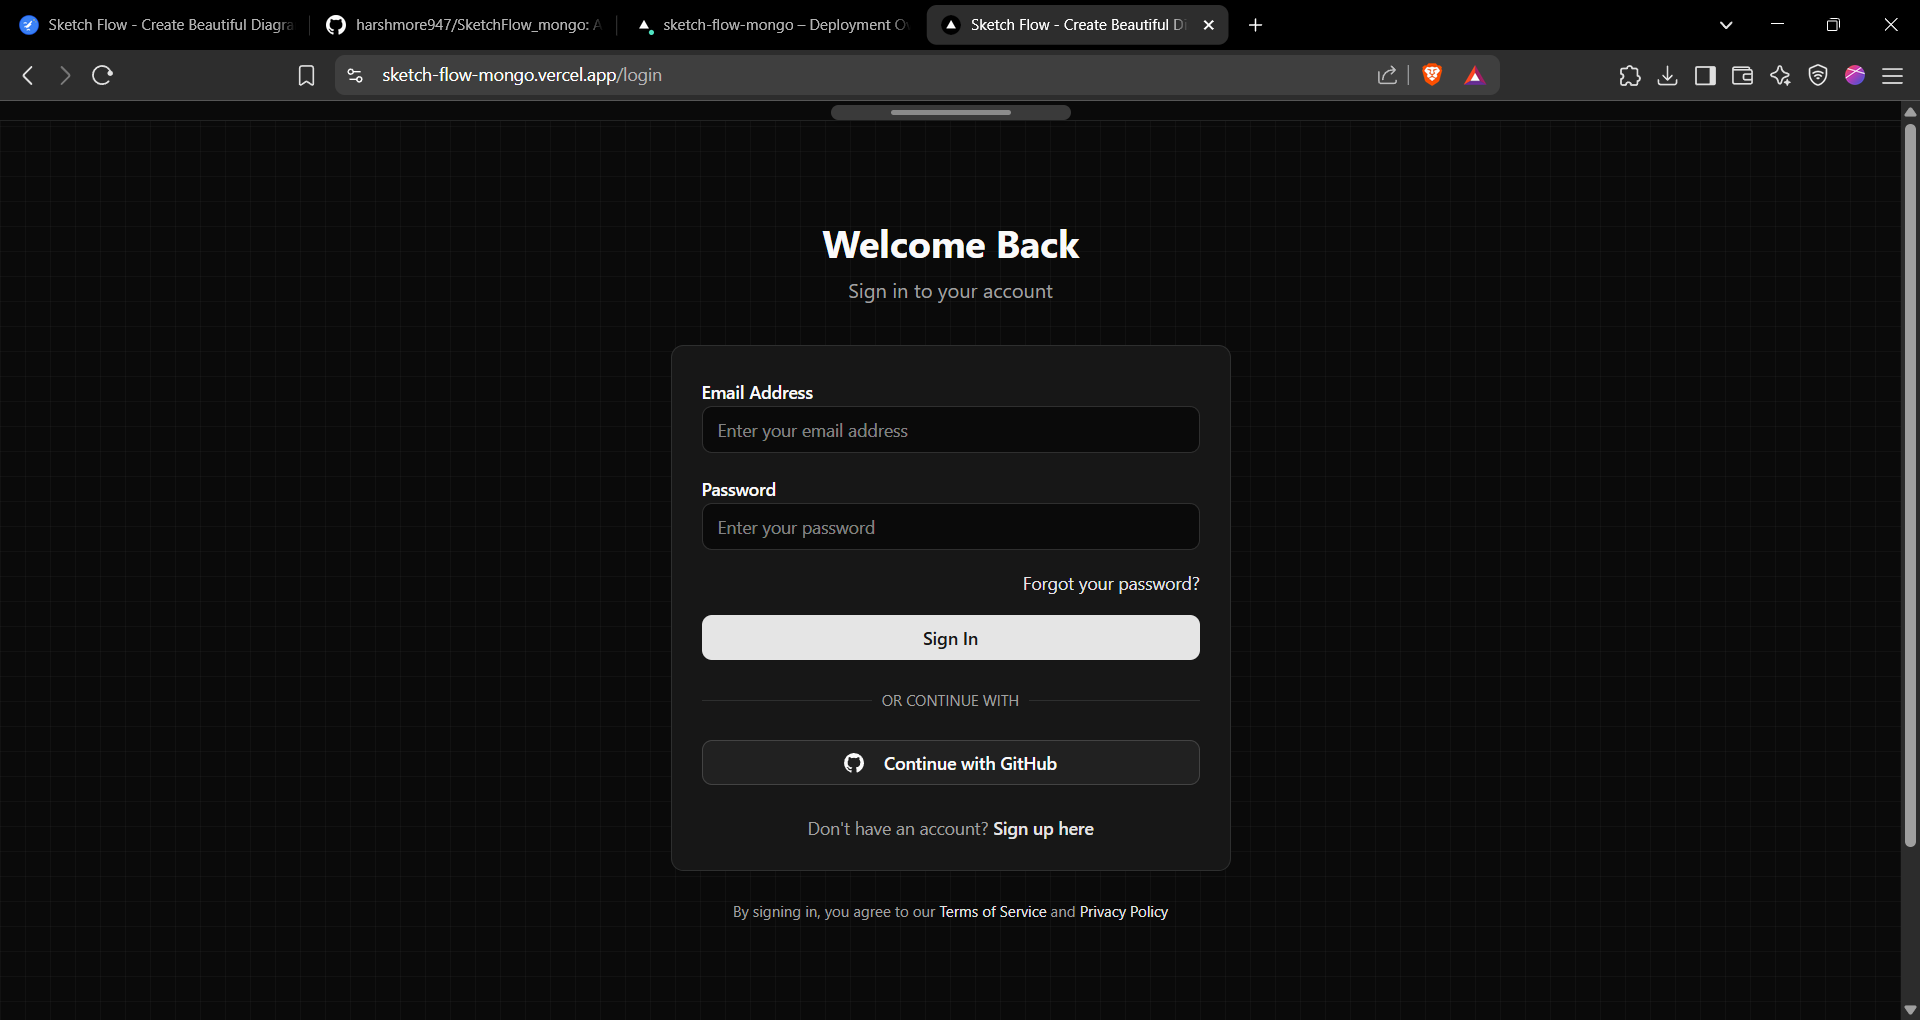 Sketch Flow - Create Beautiful Diagra
harshmore947/SketchFlow_mongo: A
sketch-flow-mongo – Deployment Ov
Sketch Flow - Create Beautiful Di
sketch-flow-mongo.vercel.app/login
Welcome Back
Sign in to your account
Email Address
Enter your email address
Password
Enter your password
Forgot your password?
Sign In
OR CONTINUE WITH
Continue with GitHub
Don't have an account? Sign up here
By signing in, you agree to our Terms of Service and Privacy Policy